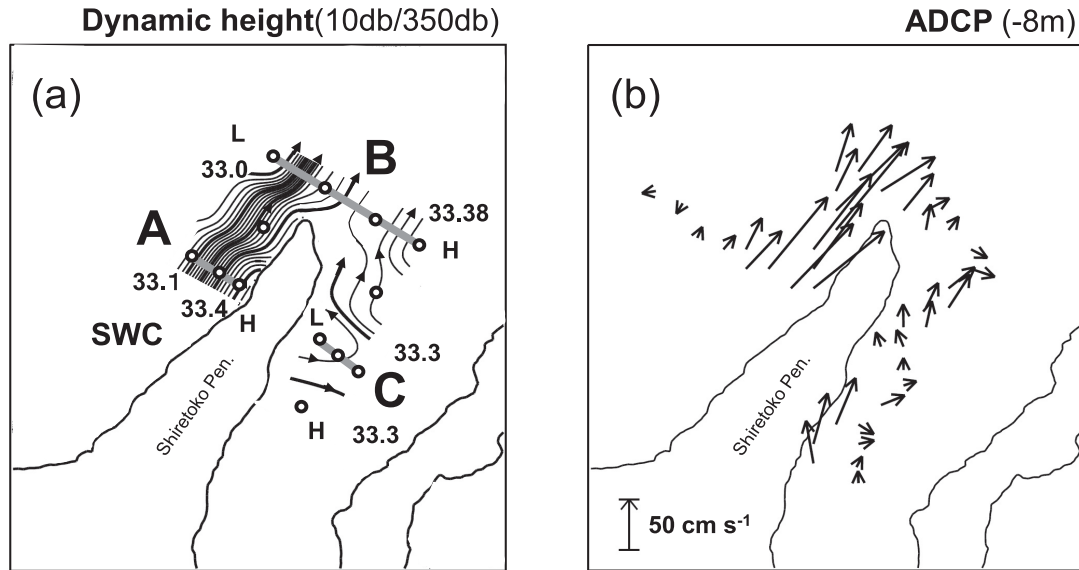 Dynamic height(10db/350db)
ADCP (-8m)
(a)
(b)
L
B
33.0
A
33.38
H
33.1
33.4
H
SWC
L
33.3
C
H
33.3
Shiretoko Pen.
Shiretoko Pen.
50 cm s⁻¹